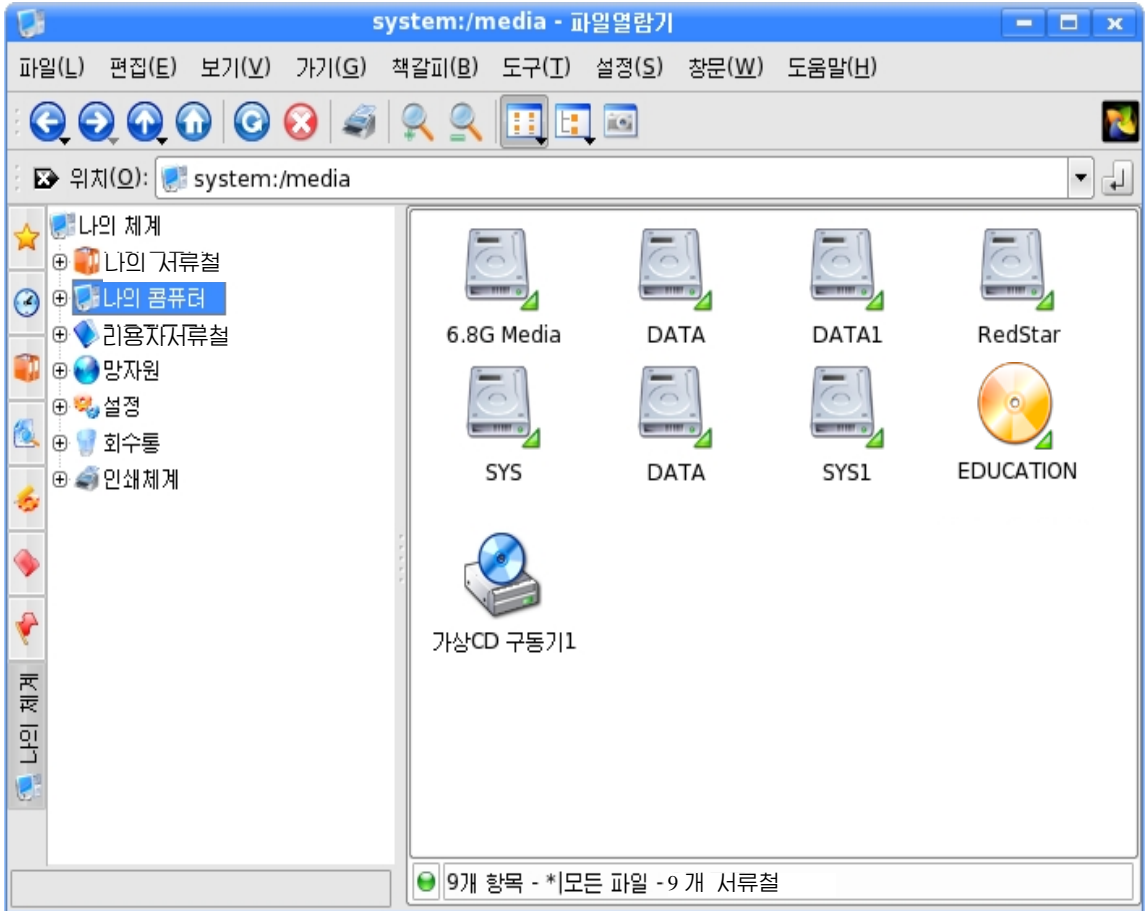 system:/media - 파일열람기
파일(L) 편집(E) 보기(V) 가기(G) 책갈피(B) 도구(T) 설정(S) 창문(W) 도움말(H)
위치(O): system:/media
나의 체계
나의 서류철
나의 콤퓨터
리용자서류철
망자원
설정
회수통
인쇄체계
나의 체계
6.8G Media DATA DATA1 RedStar
SYS DATA SYS1 EDUCATION
가상CD 구동기1
9개 항목 - *|모든 파일 - 9 개 서류철